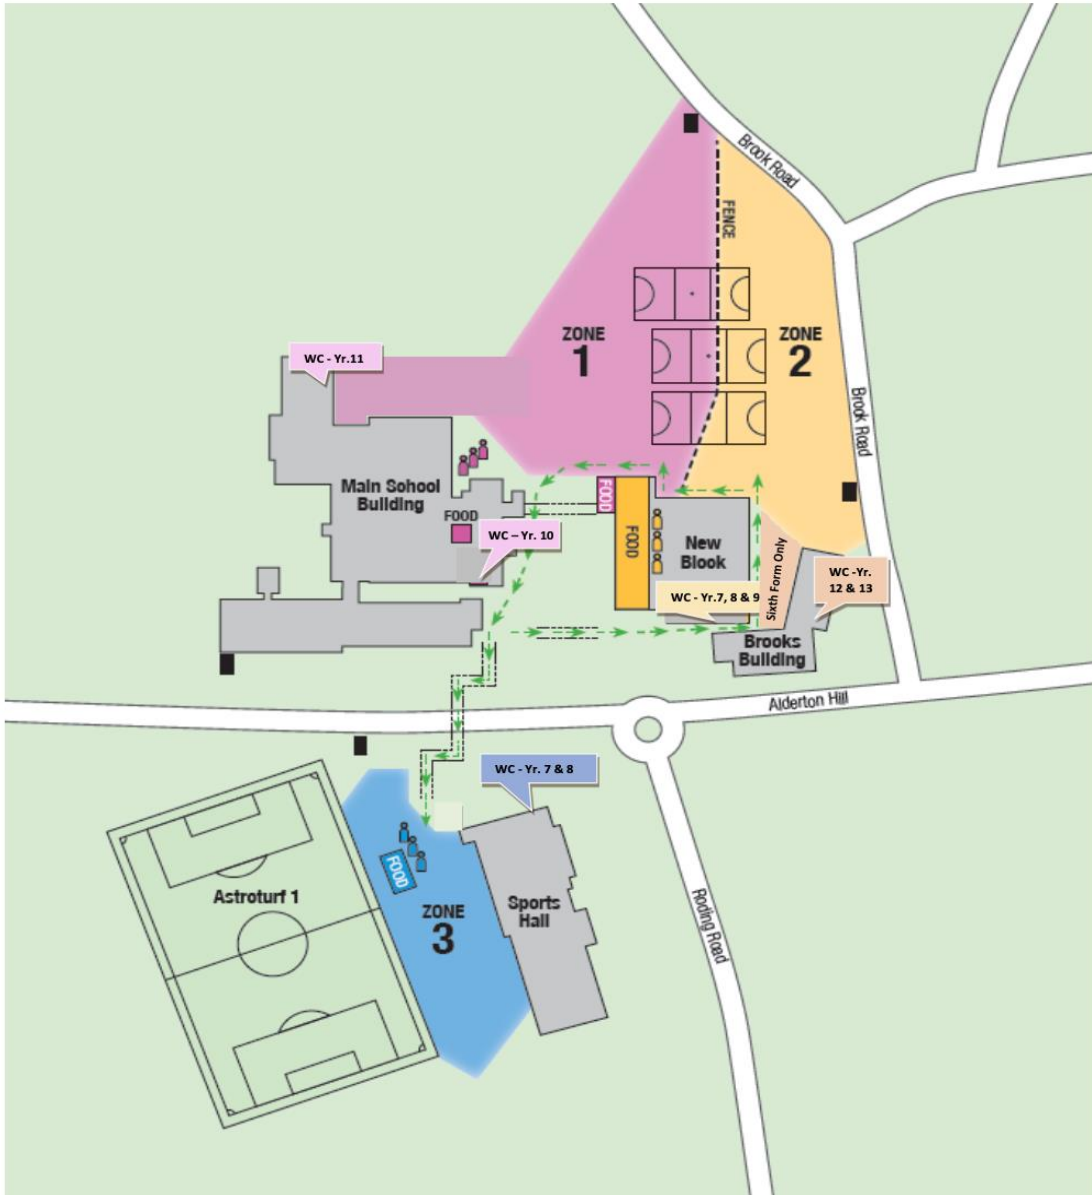 Brook Road
FENCE
ZONE
1
ZONE
2
WC - Yr.11
Brook Road
Main Sohool
Building
FOOD
FOOD
FOOD
WC – Yr. 10
New
Blook
Sixth Form Only
WC -Yr.
12 & 13
WC - Yr.7, 8 & 9
Brooks
Building
Alderton Hill
WC - Yr. 7 & 8
FOOD
Astroturf 1
ZONE
3
Sports
Hall
Roding Road